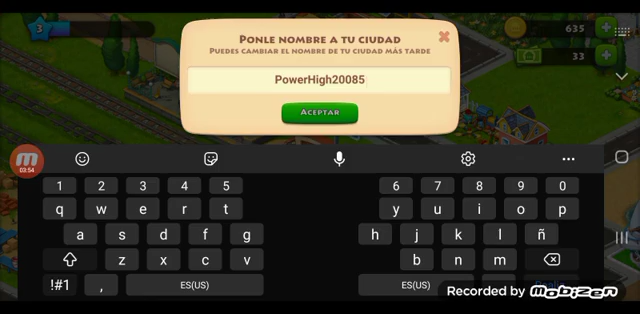 3
635
33
PONLE NOMBRE A TU CIUDAD
PUEDES CAMBIAR EL NOMBRE DE TU CIUDAD MÁS TARDE
PowerHigh20085
ACEPTAR
03:54
1 2 3 4 5 6 7 8 9 0
q w e r t y u i o p
a s d f g h j k l ñ
z x c v b n m
!#1 , ES(US) ES(US)
Recorded by MOBIZEN